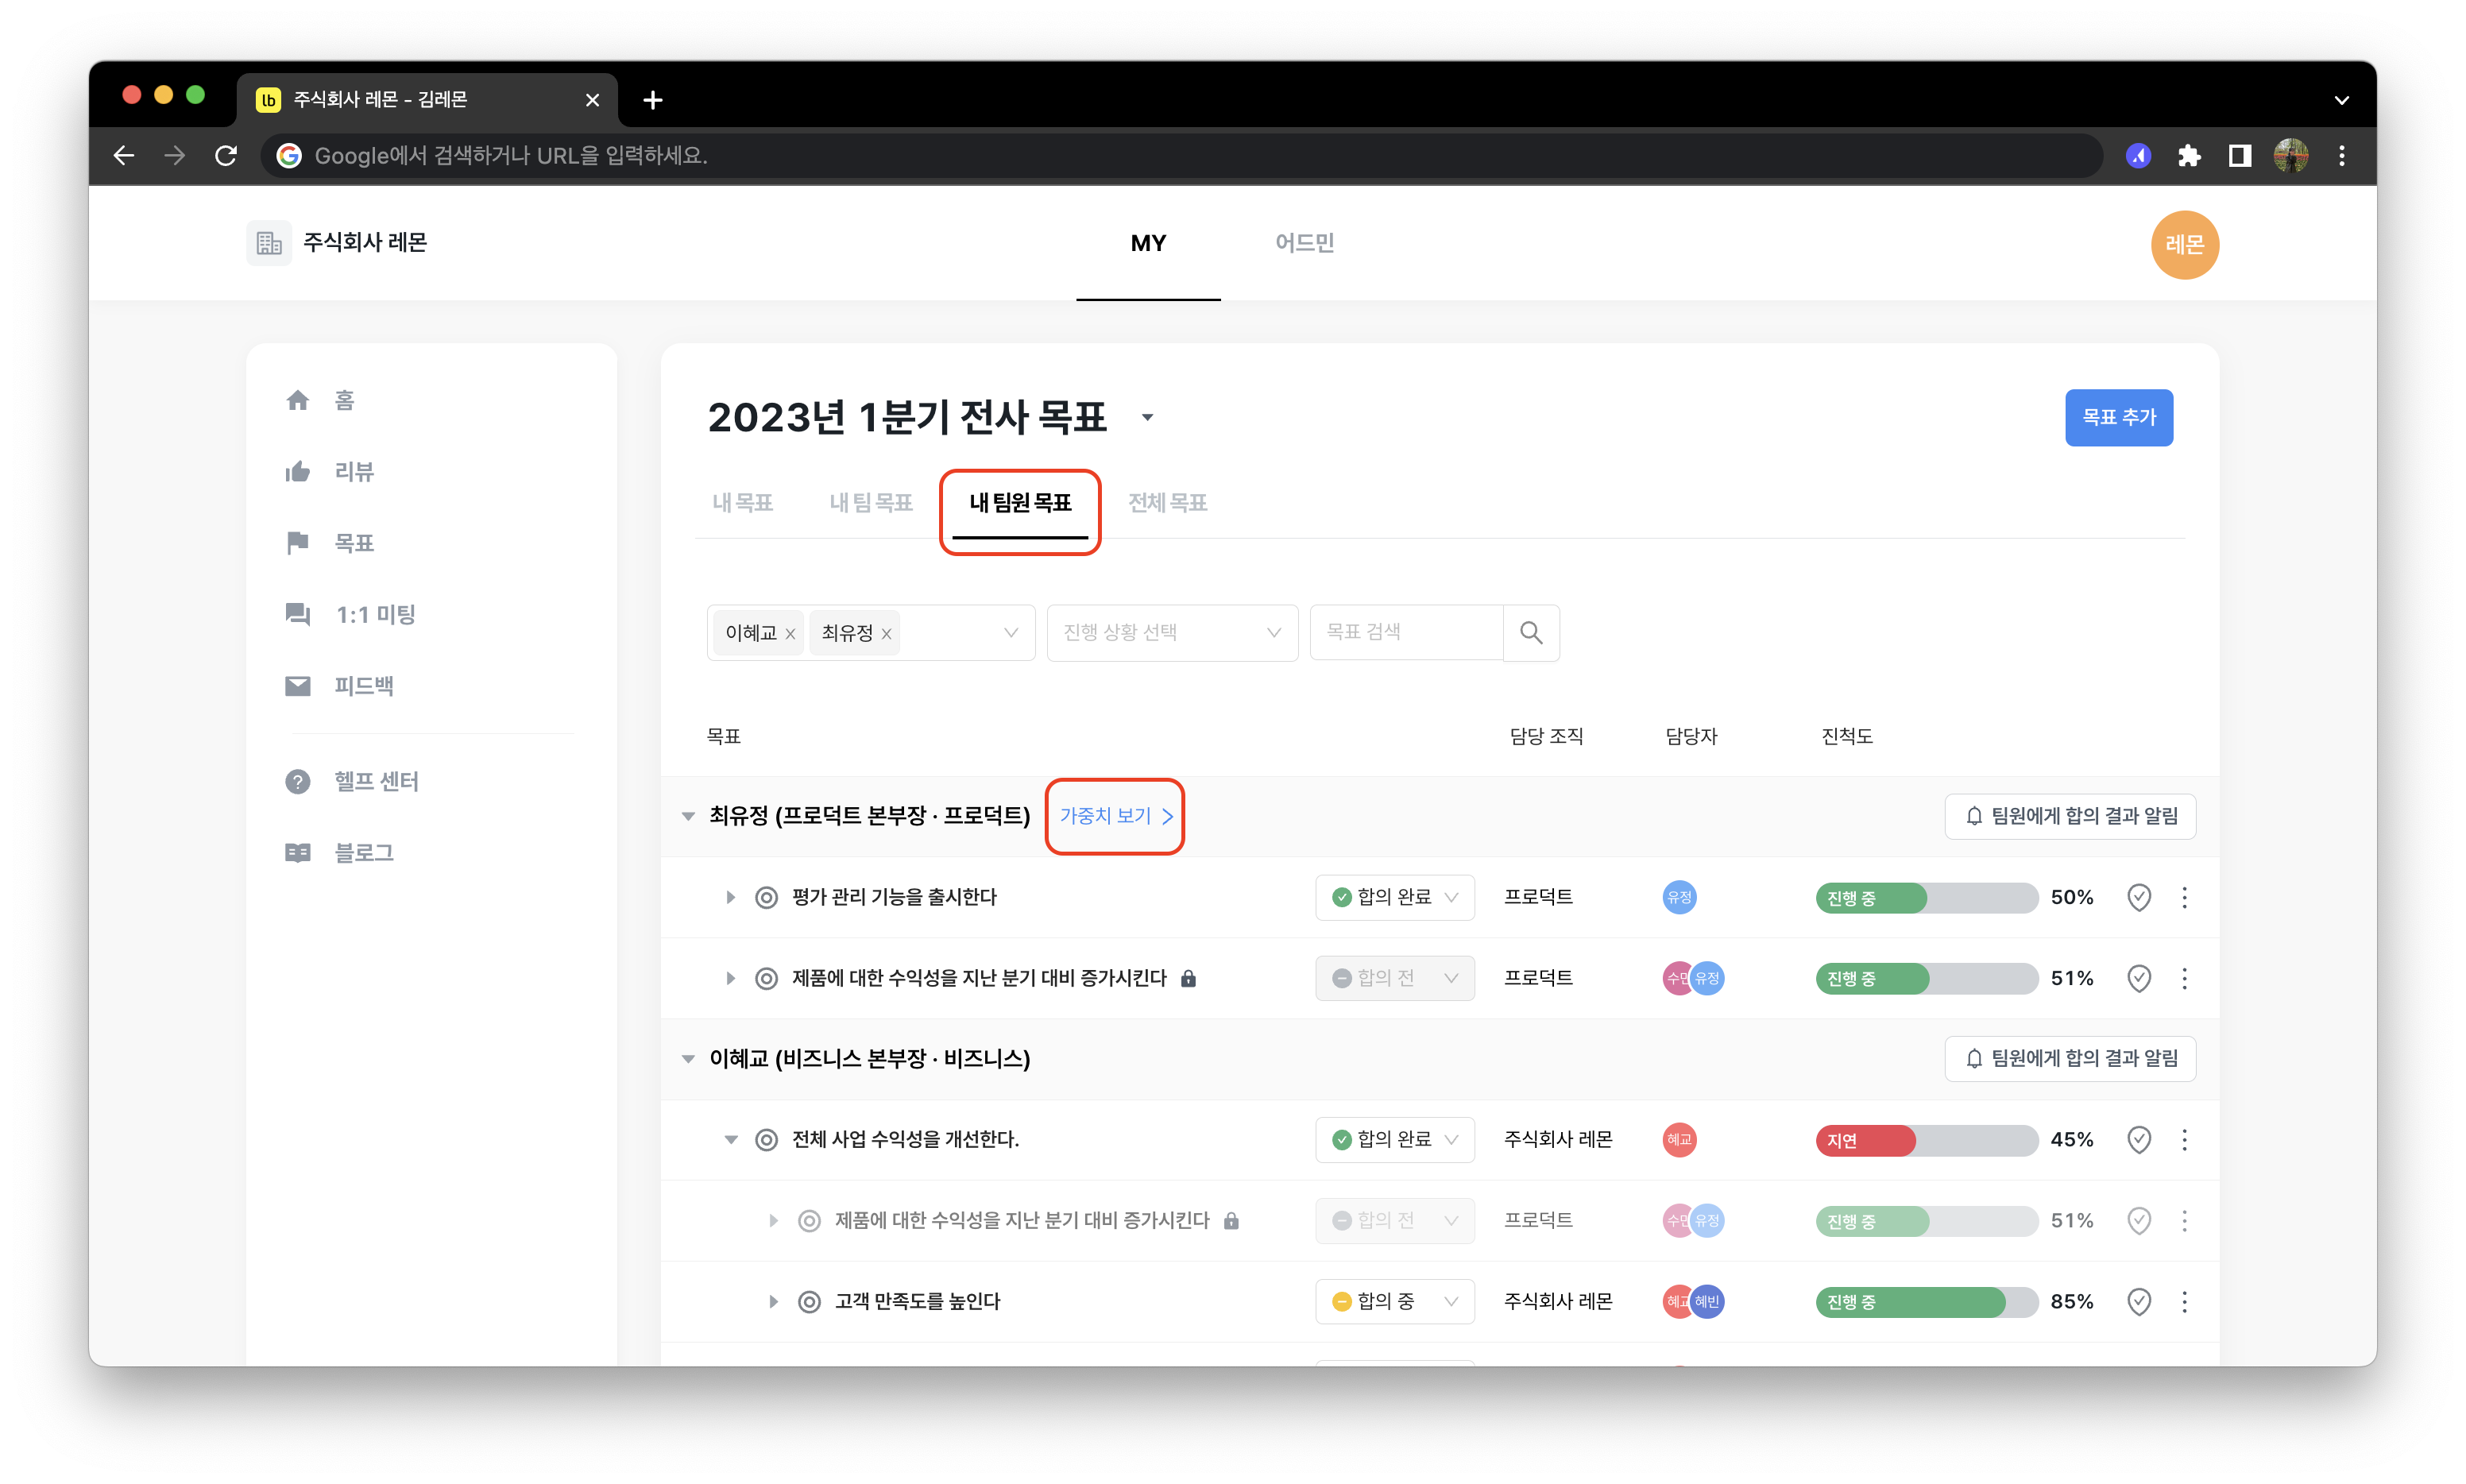 lb 주식회사 레몬 - 김레몬
Google에서 검색하거나 URL을 입력하세요.
주식회사 레몬
MY
어드민
레몬
홈
리뷰
목표
1:1 미팅
피드백
헬프 센터
블로그
2023년 1분기 전사 목표
목표 추가
내 목표 내 팀 목표 내 팀원 목표 전체 목표
이혜교 최유정 진행 상황 선택 목표 검색
목표 담당 조직 담당자 진척도
최유정 (프로덕트 본부장 · 프로덕트) 가중치 보기 팀원에게 합의 결과 알림
평가 관리 기능을 출시한다 합의 완료 프로덕트 유정 진행 중 50%
제품에 대한 수익성을 지난 분기 대비 증가시킨다 합의 전 프로덕트 유정 진행 중 51%
이혜교 (비즈니스 본부장 · 비즈니스) 팀원에게 합의 결과 알림
전체 사업 수익성을 개선한다. 합의 완료 주식회사 레몬 혜교 지연 45%
제품에 대한 수익성을 지난 분기 대비 증가시킨다 합의 전 프로덕트 유정 진행 중 51%
고객 만족도를 높인다 합의 중 주식회사 레몬 혜교 혜빈 진행 중 85%